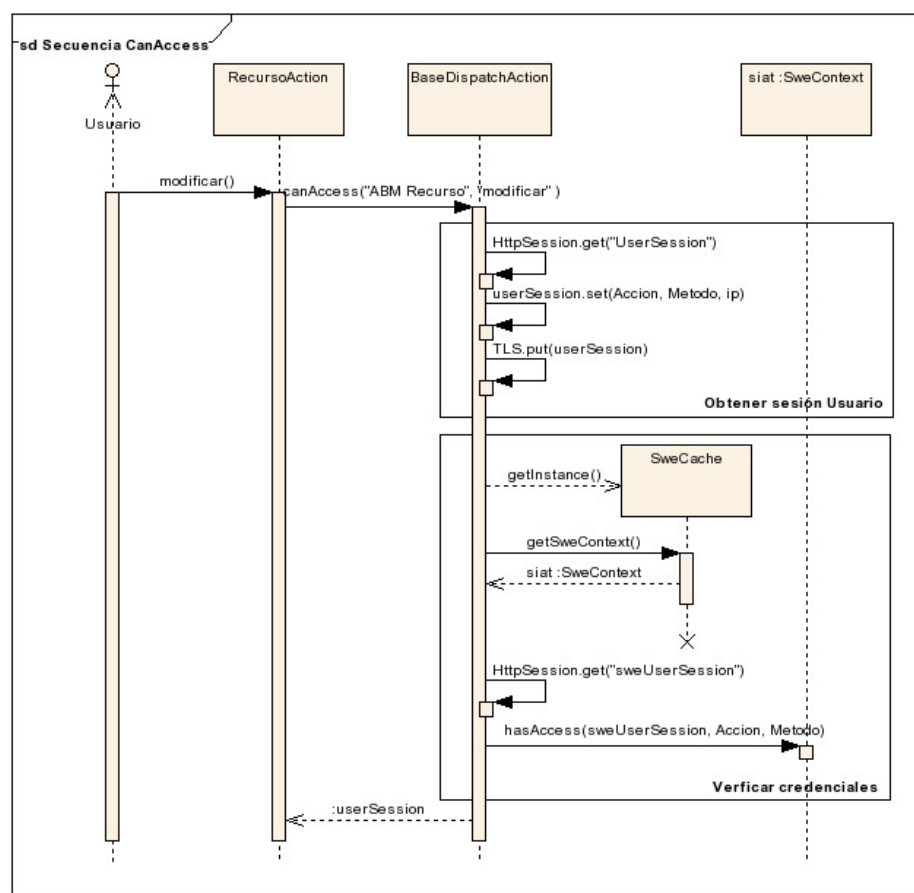 sd Secuencia CanAccess
Usuario
RecursoAction
BaseDispatchAction
siat :SweContext
modificar()
canAccess("ABM Recurso", "modificar" )
HttpSession.get("UserSession")
userSession.set(Accion, Metodo, ip)
TLS.put(userSession)
Obtener sesión Usuario
SweCache
getInstance()
getSweContext()
siat :SweContext
HttpSession.get("sweUserSession")
hasAccess(sweUserSession, Accion, Metodo)
Verficar credenciales
:userSession